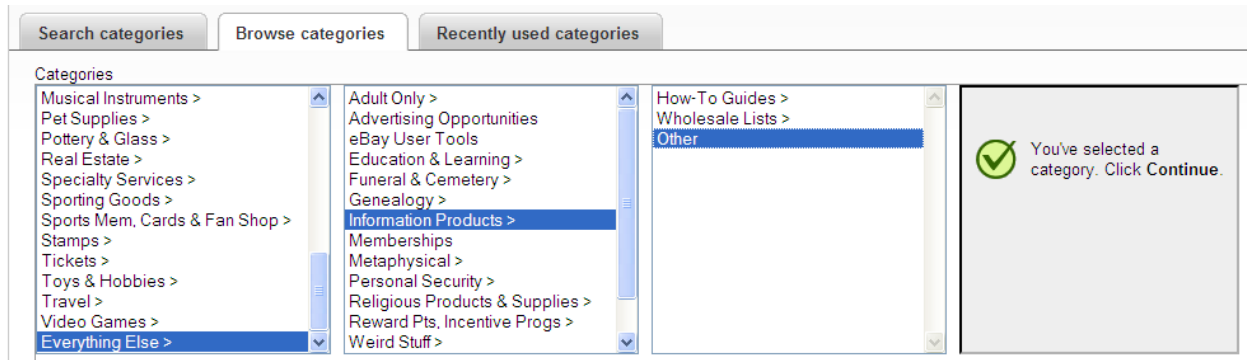 Search categories
Browse categories
Recently used categories
Categories
Musical Instruments >
Pet Supplies >
Pottery & Glass >
Real Estate >
Specialty Services >
Sporting Goods >
Sports Mem, Cards & Fan Shop >
Stamps >
Tickets >
Toys & Hobbies >
Travel >
Video Games >
Everything Else >
Adult Only >
Advertising Opportunities
eBay User Tools
Education & Learning >
Funeral & Cemetery >
Genealogy >
Information Products >
Memberships
Metaphysical >
Personal Security >
Religious Products & Supplies >
Reward Pts, Incentive Progs >
Weird Stuff >
How-To Guides >
Wholesale Lists >
Other
You've selected a
category. Click Continue.